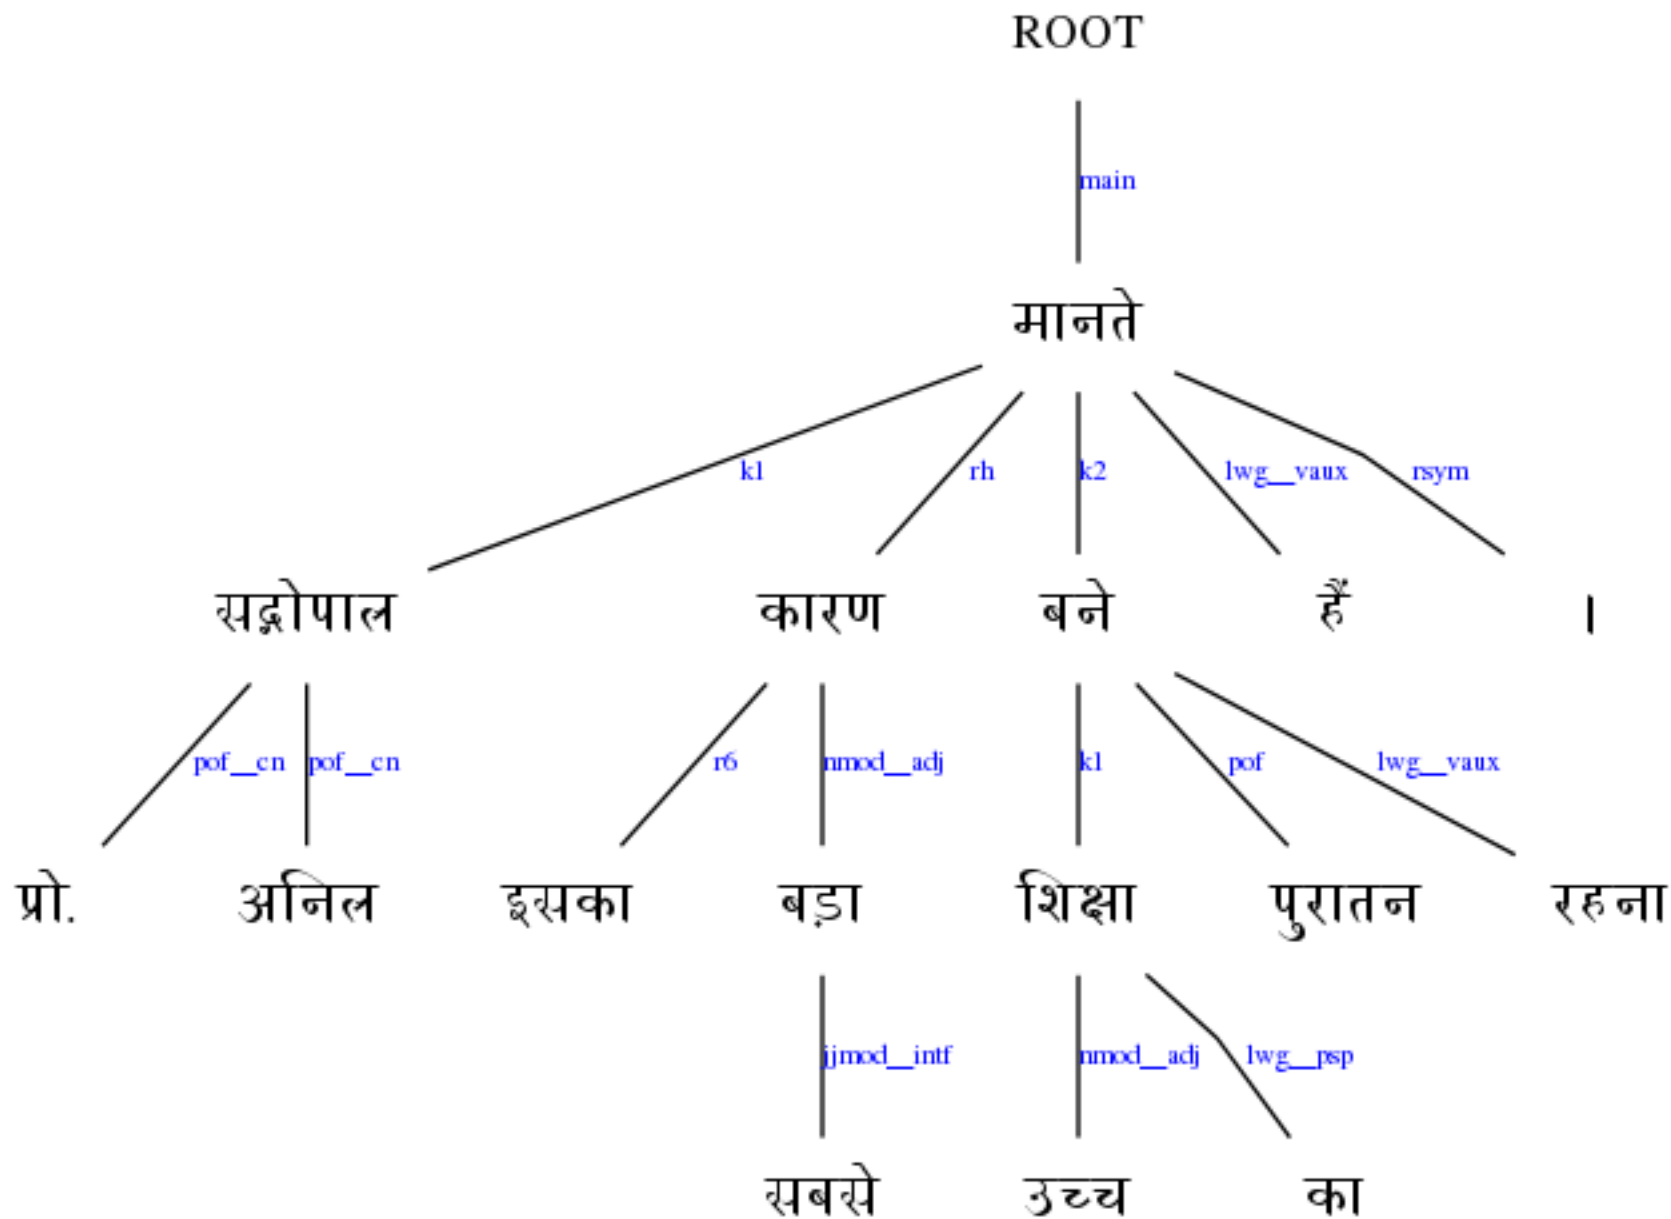 ROOT
main
मानते
k1 rh k2 lwg__vaux rsym
सद्गोपाल कारण बने हैं ।
pof__cn pof__cn r6 nmod__adj k1 pof lwg__vaux
प्रो. अनिल इसका बड़ा शिक्षा पुरातन रहना
jjmod__intf nmod__adj lwg__psp
सबसे उच्च का